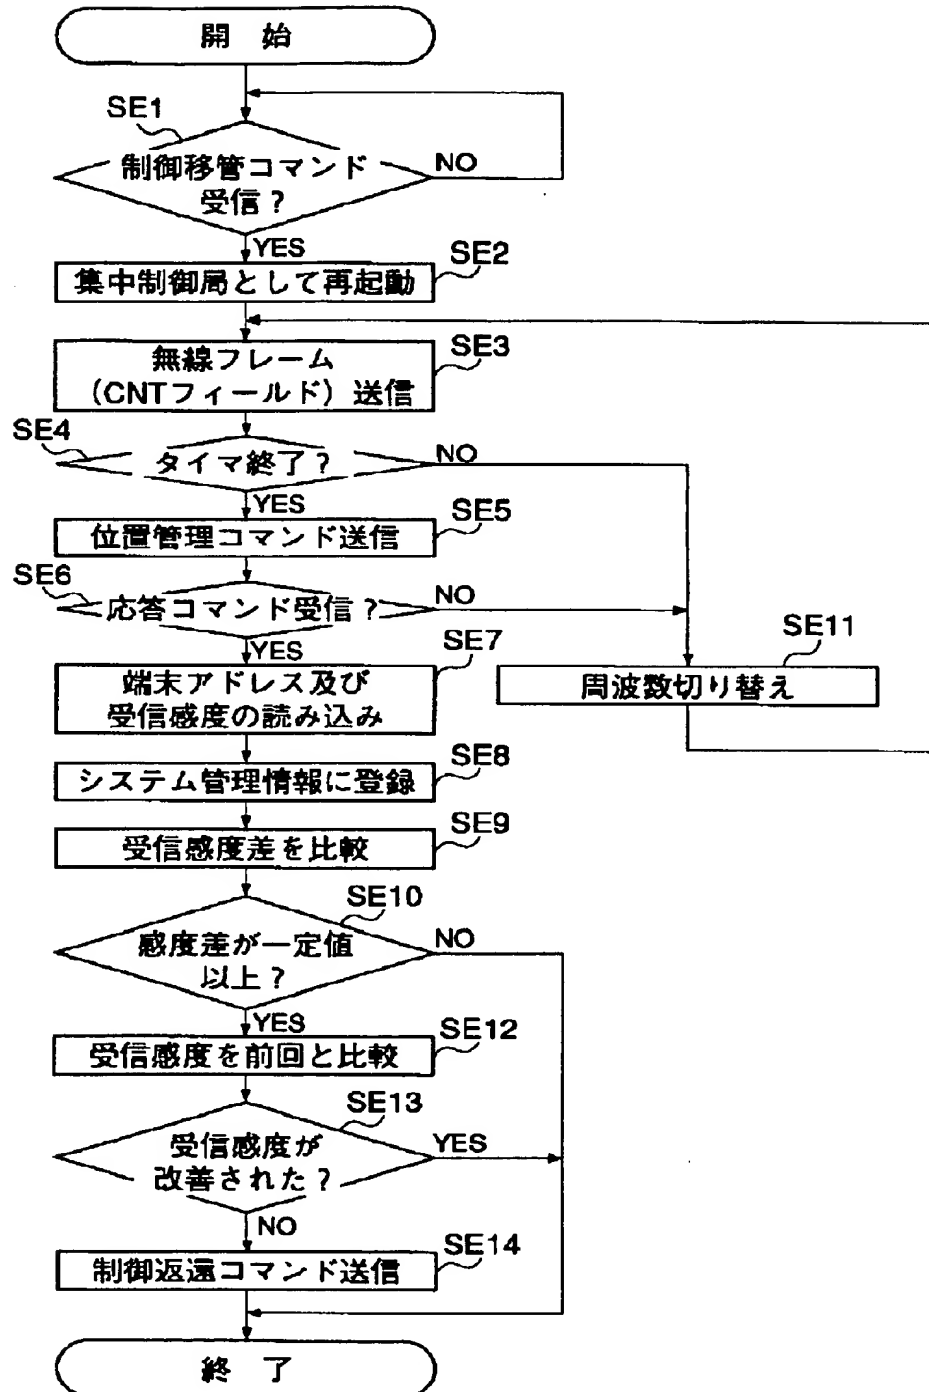 開 始
SE1
制御移管コマンド
受信?
NO
YES
SE2
集中制御局として再起動
SE3
無線フレーム
(CNTフィールド)送信
SE4
タイマ終了?
NO
YES
SE5
位置管理コマンド送信
SE6
応答コマンド受信?
NO
YES
SE7
端末アドレス及び
受信感度の読み込み
SE11
周波数切り替え
SE8
システム管理情報に登録
SE9
受信感度差を比較
SE10
感度差が一定値
以上?
NO
YES
SE12
受信感度を前回と比較
SE13
受信感度が
改善された?
YES
NO
SE14
制御返還コマンド送信
終 了